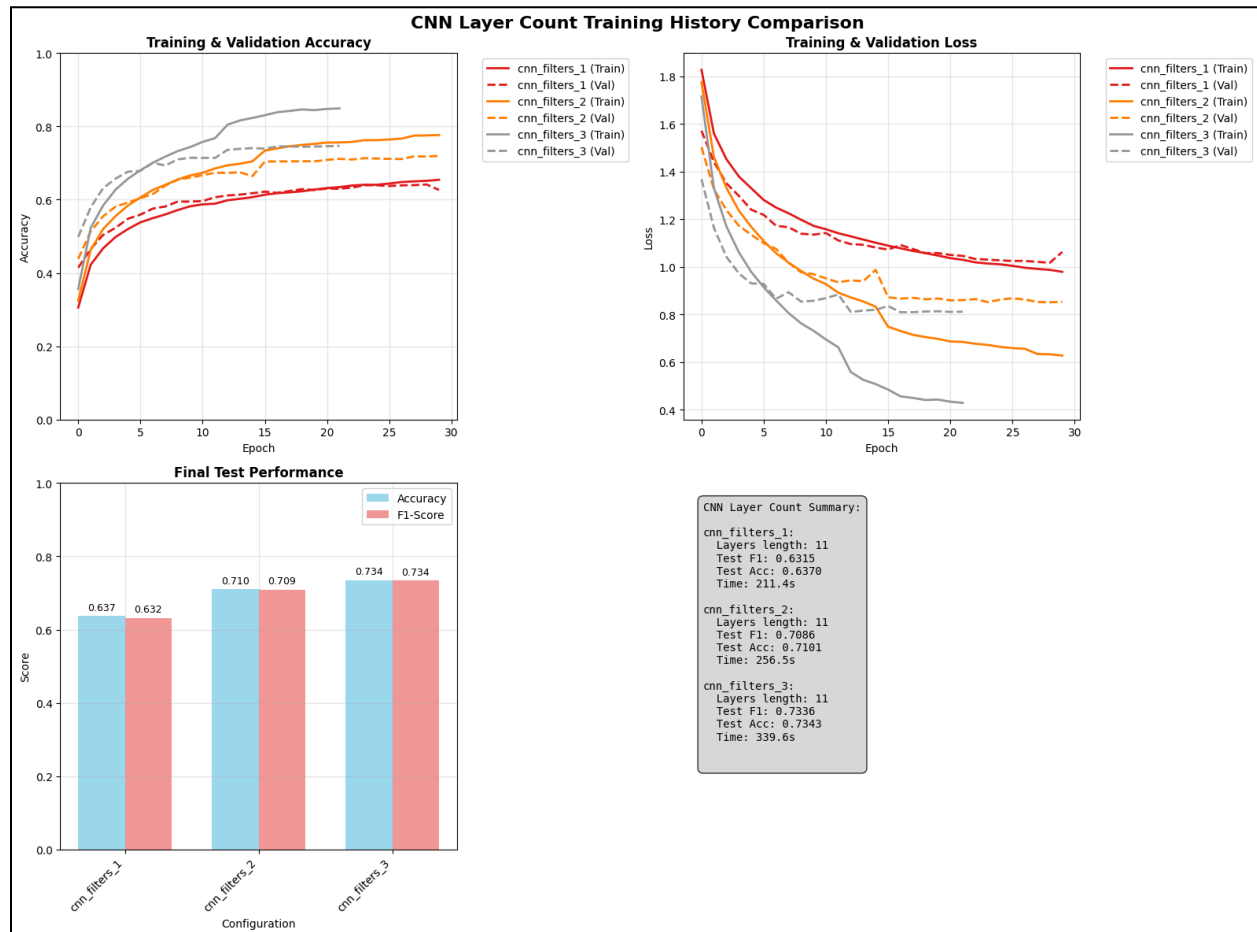 CNN Layer Count Training History Comparison
Training & Validation Accuracy
1.0
0.8
0.6
0.4
0.2
0.0
Accuracy
0
5
10
15
20
25
30
Epoch
cnn_filters_1 (Train)
cnn_filters_1 (Val)
cnn_filters_2 (Train)
cnn_filters_2 (Val)
cnn_filters_3 (Train)
cnn_filters_3 (Val)
Training & Validation Loss
1.8
1.6
1.4
1.2
1.0
0.8
0.6
0.4
Loss
0
5
10
15
20
25
30
Epoch
cnn_filters_1 (Train)
cnn_filters_1 (Val)
cnn_filters_2 (Train)
cnn_filters_2 (Val)
cnn_filters_3 (Train)
cnn_filters_3 (Val)
Final Test Performance
1.0
0.8
0.6
0.4
0.2
0.0
Score
Accuracy
F1-Score
0.637
0.632
0.710
0.709
0.734
0.734
cnn_filters_1
cnn_filters_2
cnn_filters_3
Configuration
CNN Layer Count Summary:
cnn_filters_1:
Layers length: 11
Test F1: 0.6315
Test Acc: 0.6370
Time: 211.4s
cnn_filters_2:
Layers length: 11
Test F1: 0.7086
Test Acc: 0.7101
Time: 256.5s
cnn_filters_3:
Layers length: 11
Test F1: 0.7336
Test Acc: 0.7343
Time: 339.6s